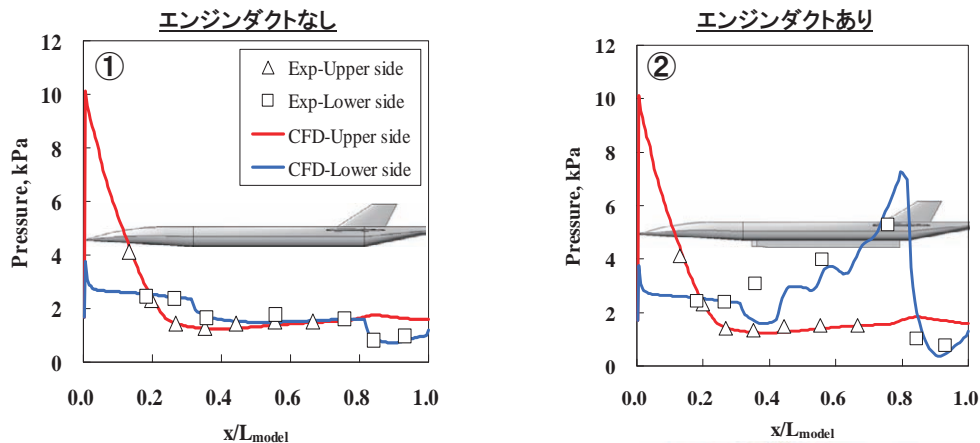 エンジンダクトなし
12
10
8
6
4
2
0
Pressure, kPa
①
Exp-Upper side
Exp-Lower side
CFD-Upper side
CFD-Lower side
0.0 0.2 0.4 0.6 0.8 1.0
x/Lmodel
エンジンダクトあり
12
10
8
6
4
2
0
Pressure, kPa
②
0.0 0.2 0.4 0.6 0.8 1.0
x/Lmodel